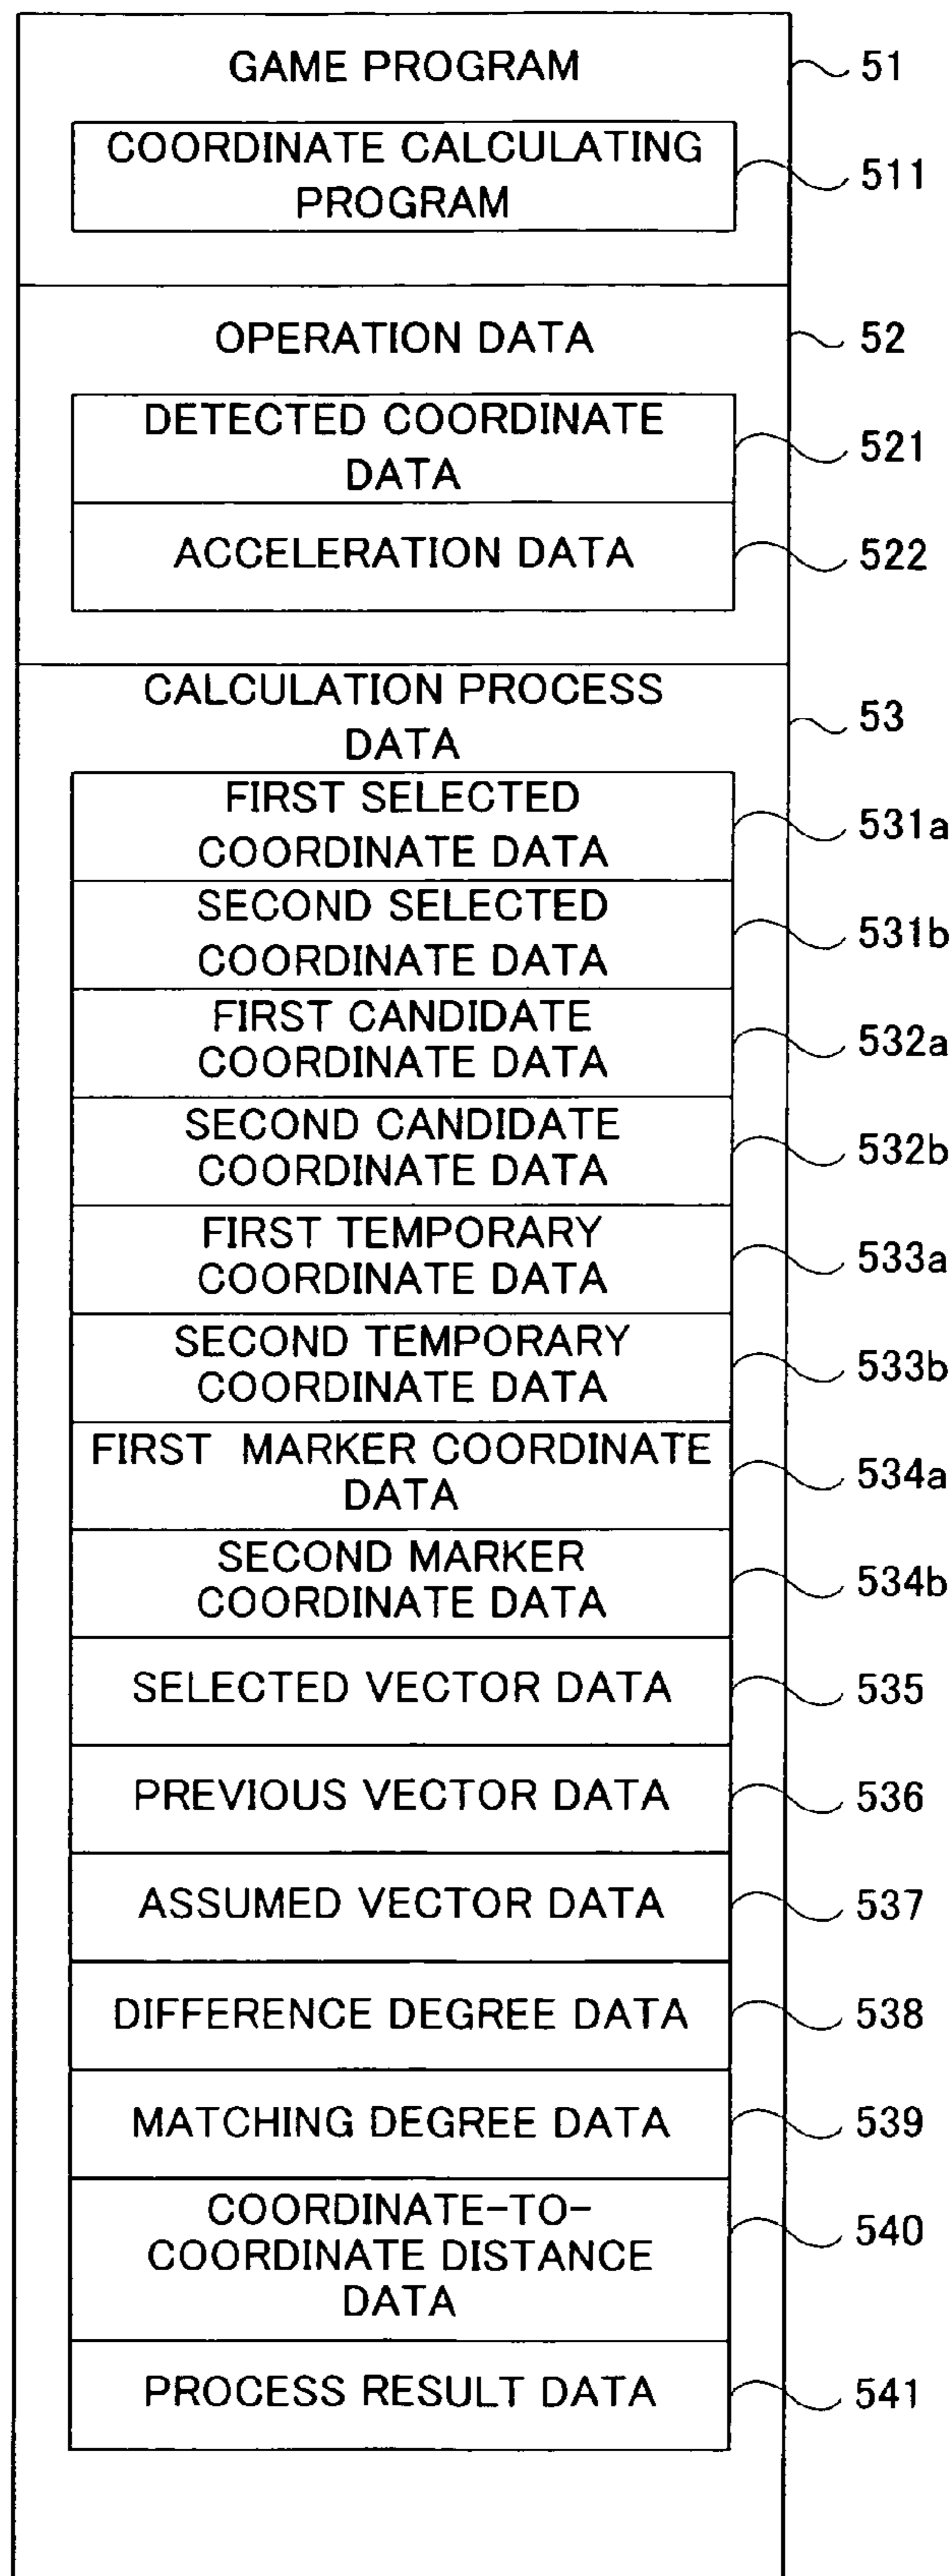 GAME PROGRAM
51
COORDINATE CALCULATING
PROGRAM
511
OPERATION DATA
52
DETECTED COORDINATE
DATA
521
ACCELERATION DATA
522
CALCULATION PROCESS
DATA
53
FIRST SELECTED
COORDINATE DATA
531a
SECOND SELECTED
COORDINATE DATA
531b
FIRST CANDIDATE
COORDINATE DATA
532a
SECOND CANDIDATE
COORDINATE DATA
532b
FIRST TEMPORARY
COORDINATE DATA
533a
SECOND TEMPORARY
COORDINATE DATA
533b
FIRST MARKER COORDINATE
DATA
534a
SECOND MARKER
COORDINATE DATA
534b
SELECTED VECTOR DATA
535
PREVIOUS VECTOR DATA
536
ASSUMED VECTOR DATA
537
DIFFERENCE DEGREE DATA
538
MATCHING DEGREE DATA
539
COORDINATE-TO-
COORDINATE DISTANCE
DATA
540
PROCESS RESULT DATA
541